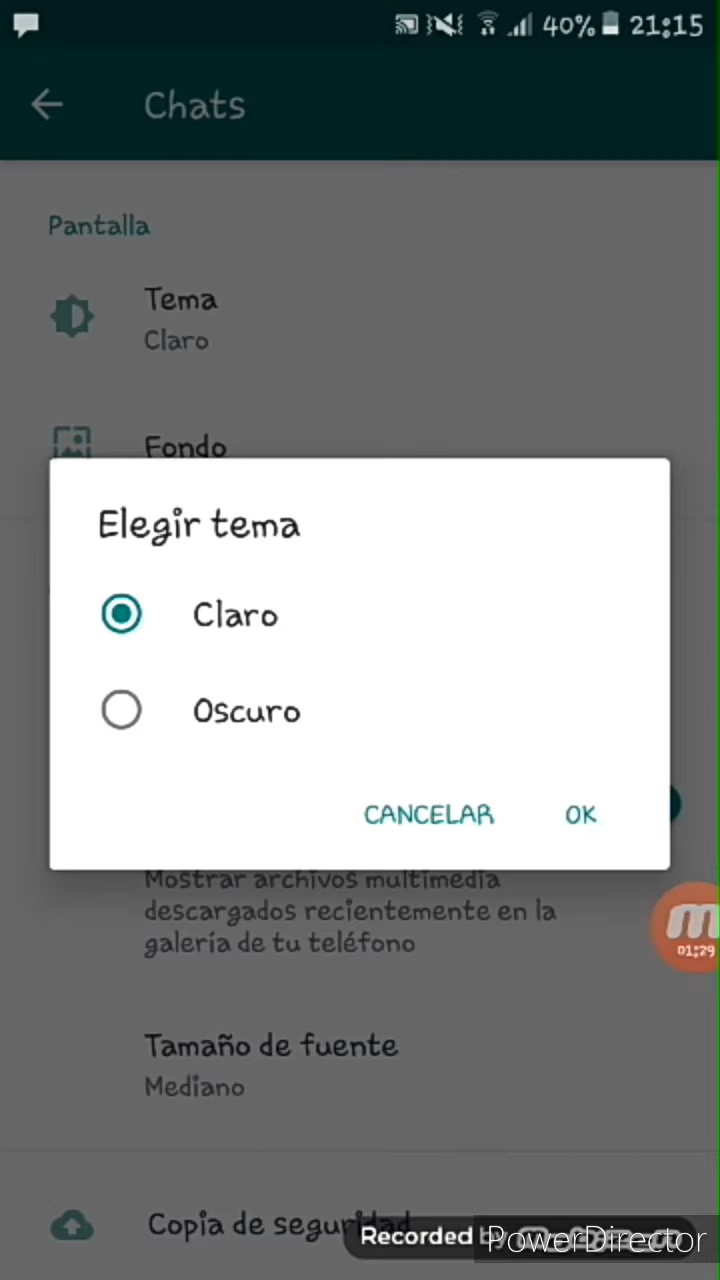 40% 21:15
Chats
Pantalla
Tema
Claro
Fondo
Elegir tema
Claro
Oscuro
CANCELAR OK
Mostrar archivos multimedia
descargados recientemente en la
galería de tu teléfono
01:29
Tamaño de fuente
Mediano
Copia de seguridad
Recorded by
PowerDirector